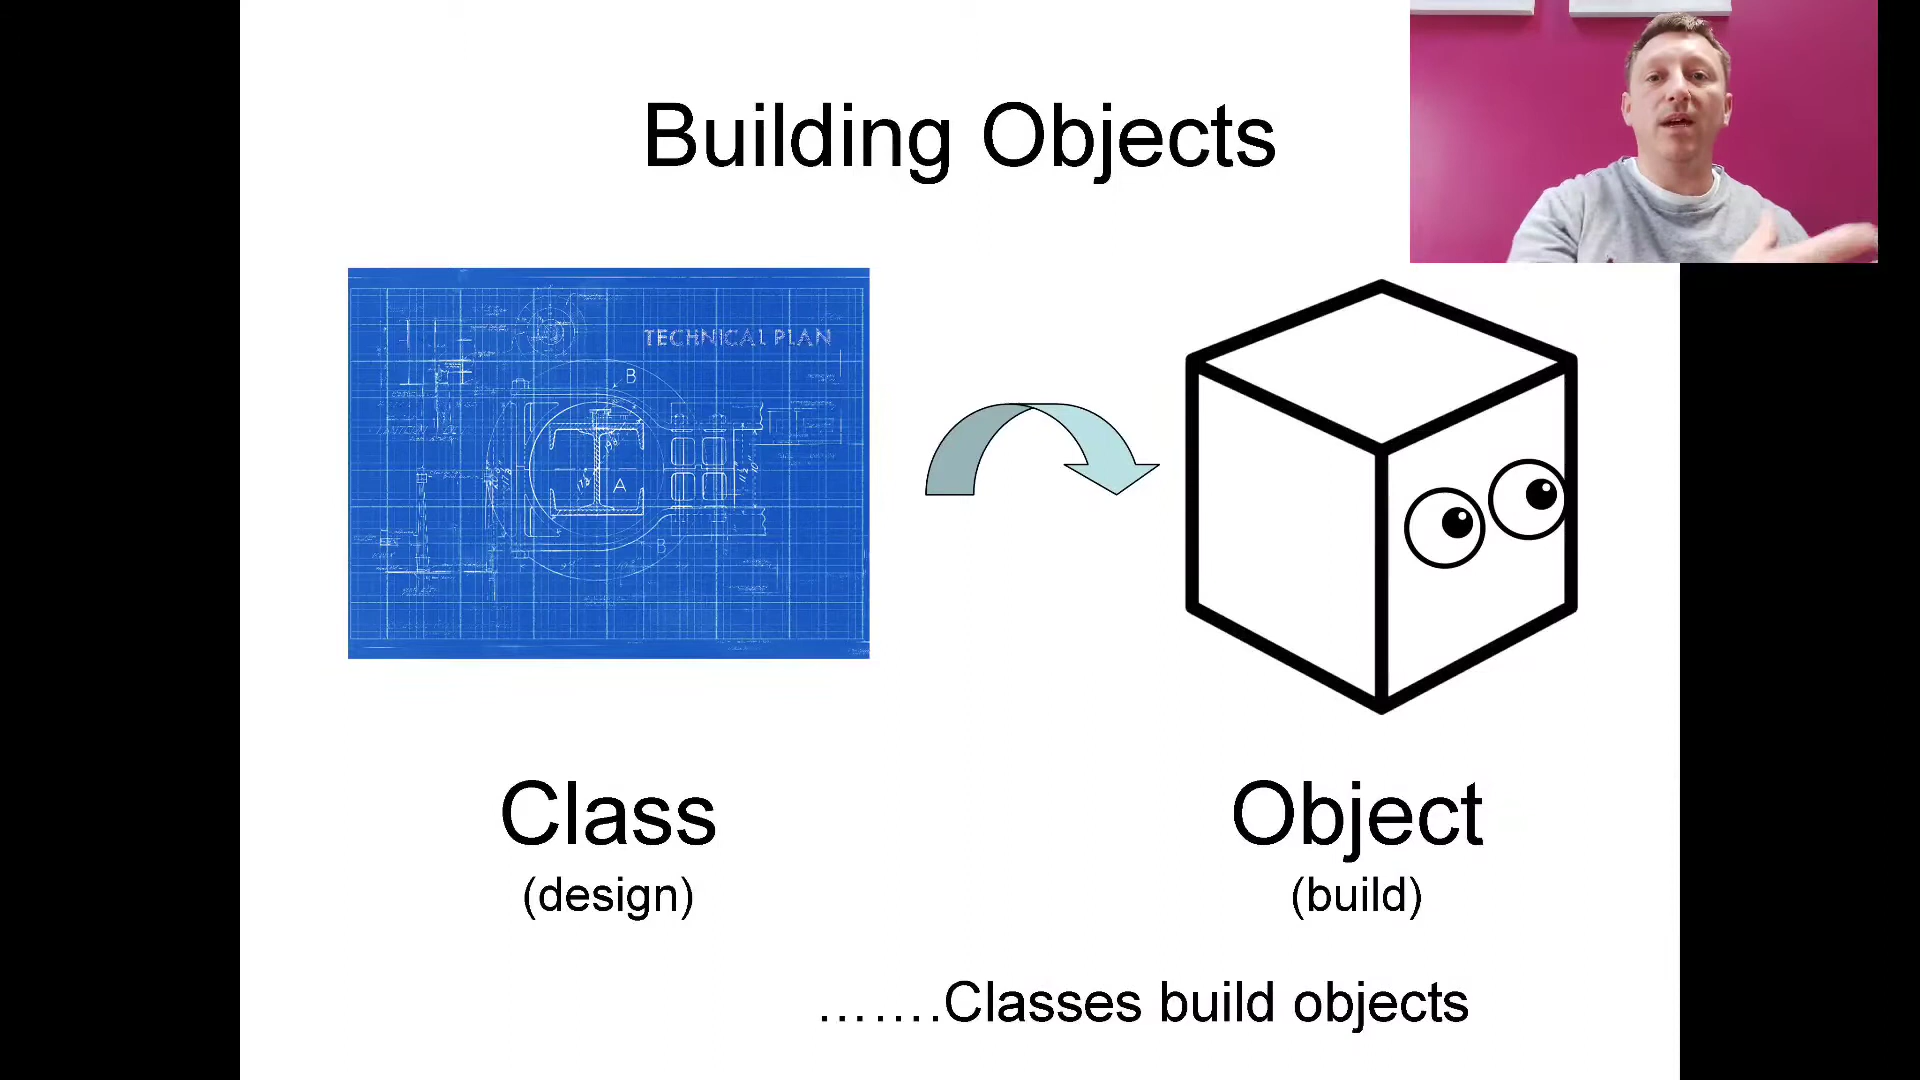 Building Objects
TECHNICAL PLAN
B
A
B
Class
Object
(design)
(build)
…….Classes build objects